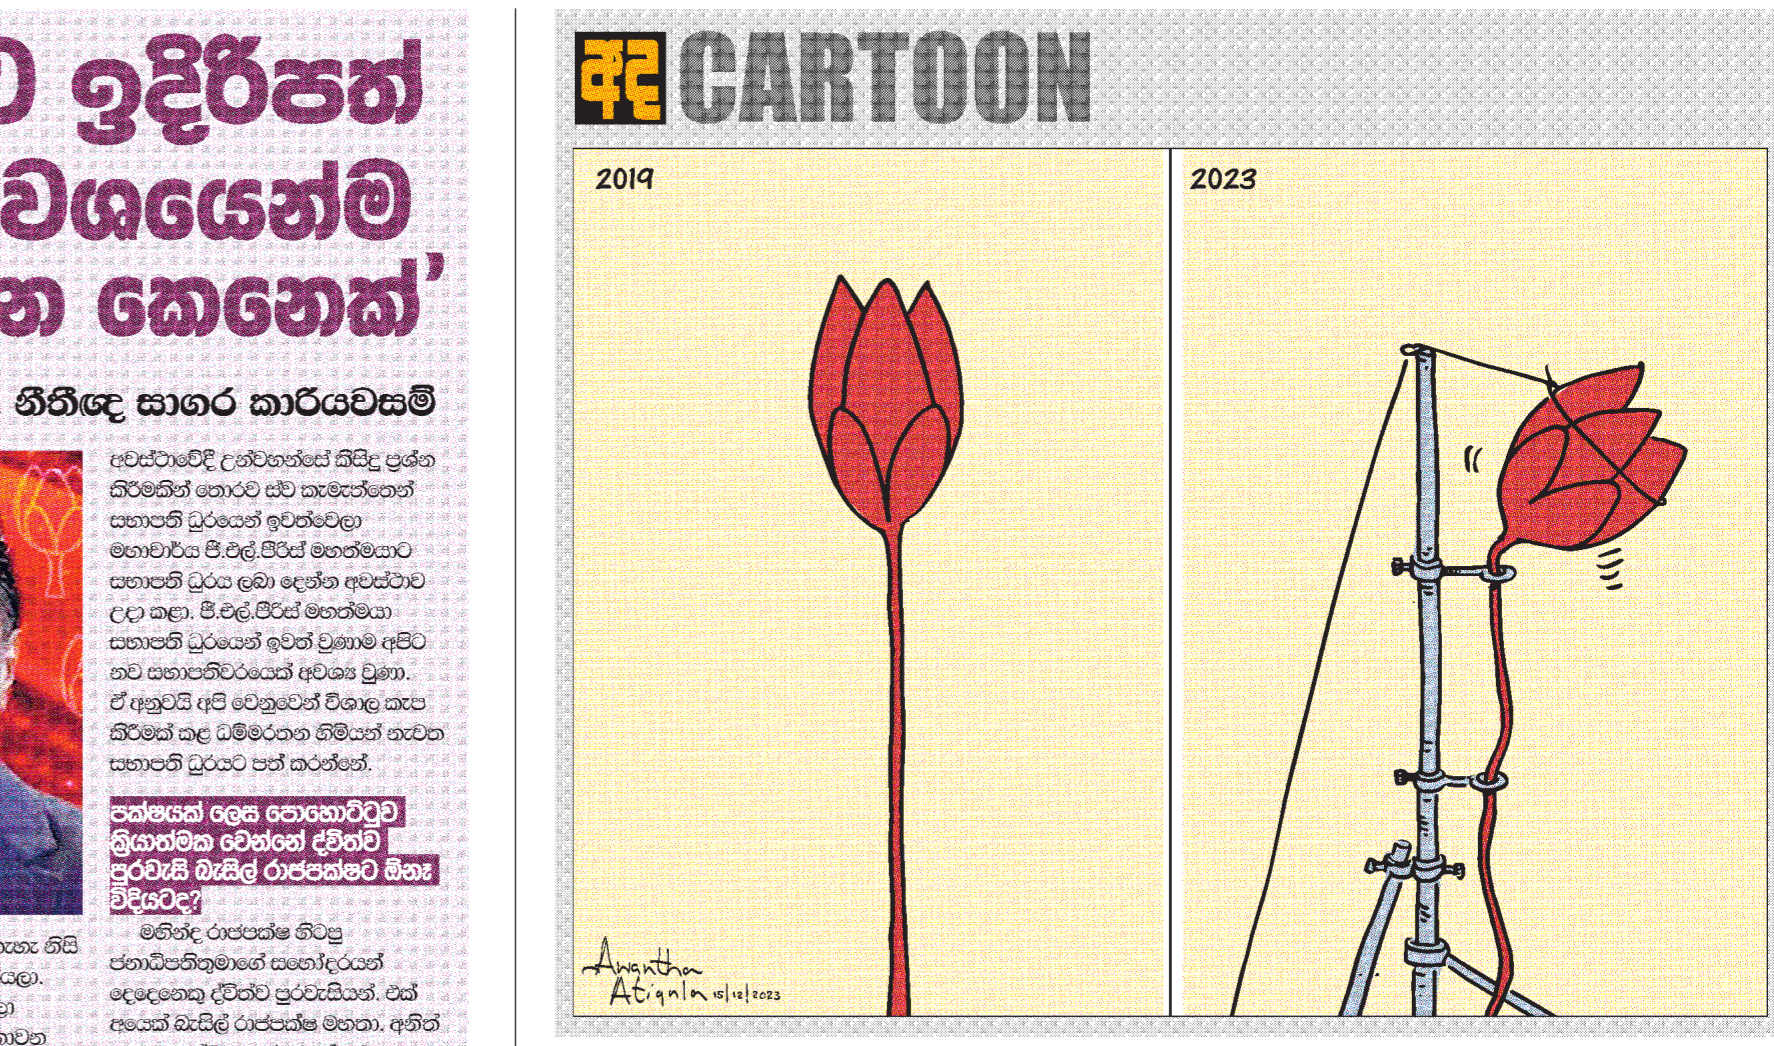 ඉදිරිපත්
වශයෙන්ම
කෙනෙක්’
නීතීඥ සාගර කාරියවසම්
අවස්ථාවේදී උන්වහන්සේ කිසිදු ප්‍රශ්න
කිරීමකින් තොරව ස්ව කැමැත්තෙන්
සභාපති ධුරයෙන් ඉවත්වෙලා
මහාචාර්ය ජී.එල්.පීරිස් මහත්මයාට
සභාපති ධුරය ලබා දෙන්න අවස්ථාව
උදා කළා. ජී.එල්.පීරිස් මහත්මයා
සභාපති ධුරයෙන් ඉවත් වුණාම අපිට
නව සභාපතිවරයෙක් අවශ්‍ය වුණා.
ඒ අනුවයි අපි වෙනුවෙන් විශාල කැප
කිරීමක් කළ ධම්මරතන හිමියන් නැවත
සභාපති ධුරයට පත් කරන්නේ.
පක්ෂයක් ලෙස පොහොට්ටුව
ක්‍රියාත්මක වෙන්නේ ද්විත්ව
පුරවැසි බැසිල් රාජපක්ෂට ඕනෑ
විදියටද?
මහින්ද රාජපක්ෂ හිටපු
ජනාධිපතිතුමාගේ සහෝදරයන්
දෙදෙනෙකු ද්විත්ව පුරවැසියන්. එක්
අයෙක් බැසිල් රාජපක්ෂ මහතා. අනිත්
නිසි
අද CARTOON
2019
2023
Awantha
Atigala 15/12/2023